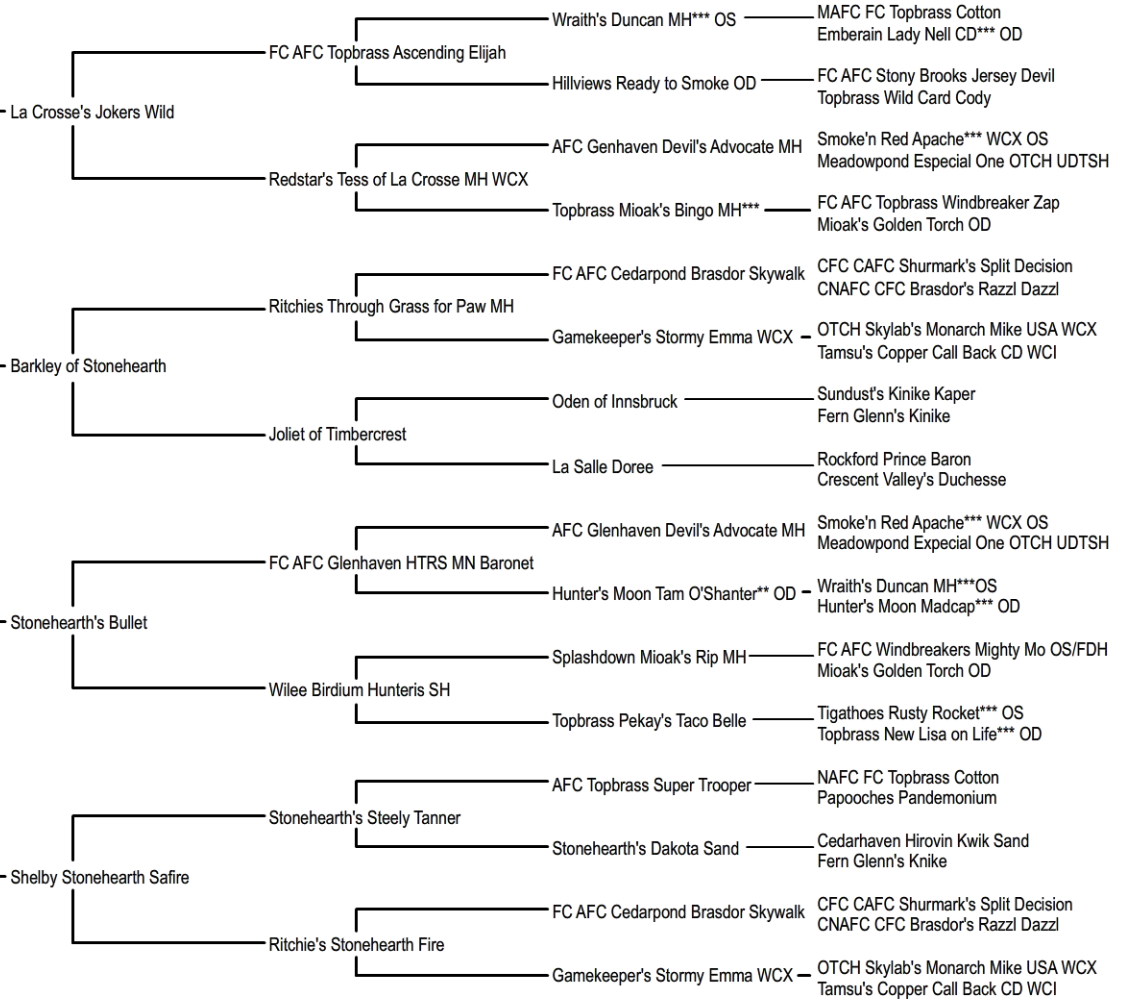 Wraith's Duncan MH*** OS
MAFC FC Topbrass Cotton
Emberain Lady Nell CD*** OD
FC AFC Topbrass Ascending Elijah
Hillviews Ready to Smoke OD
FC AFC Stony Brooks Jersey Devil
Topbrass Wild Card Cody
La Crosse's Jokers Wild
AFC Genhaven Devil's Advocate MH
Smoke'n Red Apache*** WCX OS
Meadowpond Especial One OTCH UDTSH
Redstar's Tess of La Crosse MH WCX
Topbrass Mioak's Bingo MH***
FC AFC Topbrass Windbreaker Zap
Mioak's Golden Torch OD
FC AFC Cedarpond Brasdor Skywalk
CFC CAFC Shurmark's Split Decision
CNAFC CFC Brasdor's Razzl Dazzl
Ritchies Through Grass for Paw MH
Gamekeeper's Stormy Emma WCX
OTCH Skylab's Monarch Mike USA WCX
Tamsu's Copper Call Back CD WCI
Barkley of Stonehearth
Oden of Innsbruck
Sundust's Kinike Kaper
Fern Glenn's Kinike
Joliet of Timbercrest
La Salle Doree
Rockford Prince Baron
Crescent Valley's Duchesse
AFC Glenhaven Devil's Advocate MH
Smoke'n Red Apache*** WCX OS
Meadowpond Expecial One OTCH UDTSH
FC AFC Glenhaven HTRS MN Baronet
Hunter's Moon Tam O'Shanter** OD
Wraith's Duncan MH***OS
Hunter's Moon Madcap*** OD
Stonehearth's Bullet
Splashdown Mioak's Rip MH
FC AFC Windbreakers Mighty Mo OS/FDH
Mioak's Golden Torch OD
Wilee Birdium Hunteris SH
Topbrass Pekay's Taco Belle
Tigathoes Rusty Rocket*** OS
Topbrass New Lisa on Life*** OD
AFC Topbrass Super Trooper
NAFC FC Topbrass Cotton
Papooches Pandemonium
Stonehearth's Steely Tanner
Stonehearth's Dakota Sand
Cedarhaven Hirovin Kwik Sand
Fern Glenn's Knike
Shelby Stonehearth Safire
FC AFC Cedarpond Brasdor Skywalk
CFC CAFC Shurmark's Split Decision
CNAFC CFC Brasdor's Razzl Dazzl
Ritchie's Stonehearth Fire
Gamekeeper's Stormy Emma WCX
OTCH Skylab's Monarch Mike USA WCX
Tamsu's Copper Call Back CD WCI